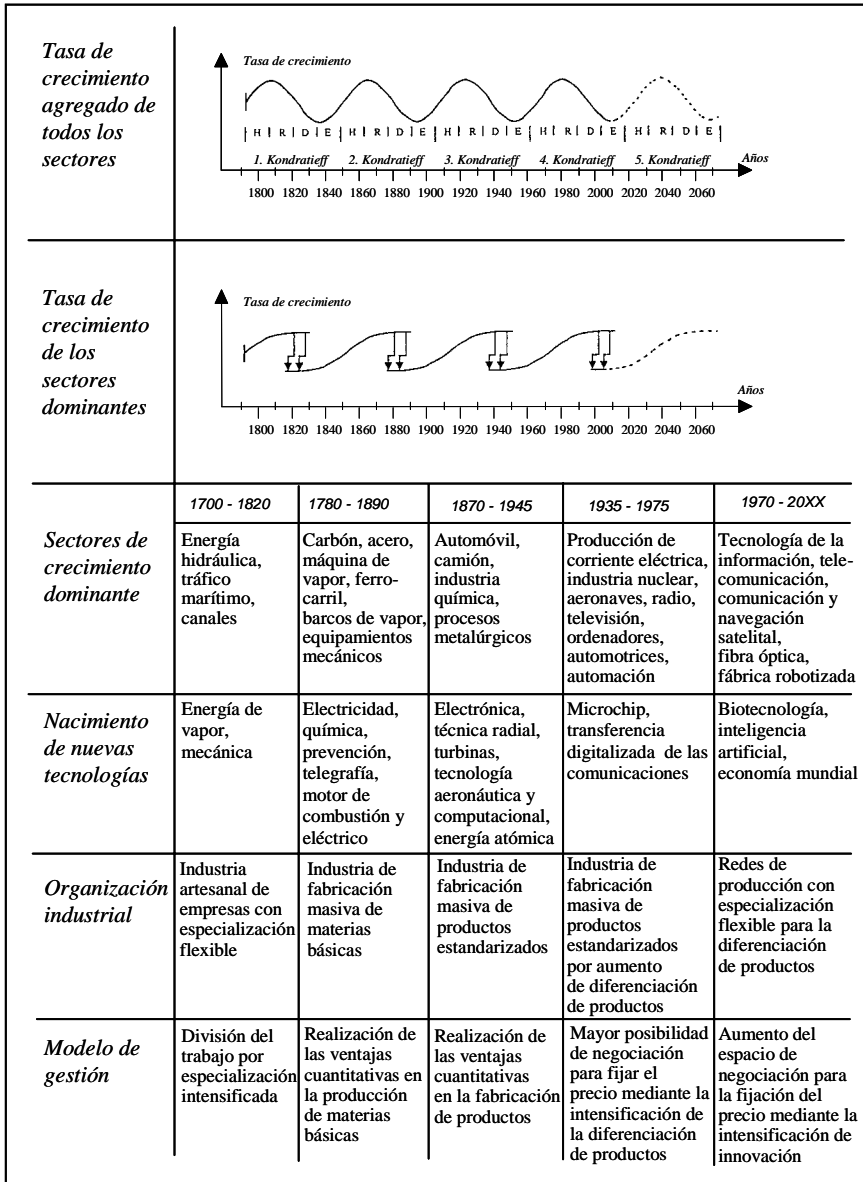 Tasa de
crecimiento
agregado de
todos los
sectores
Tasa de crecimiento
H R D E H R D E H R D E H R D E H R D E
1. Kondratieff 2. Kondratieff 3. Kondratieff 4. Kondratieff 5. Kondratieff
Años
1800 1820 1840 1860 1880 1900 1920 1940 1960 1980 2000 2020 2040 2060
Tasa de
crecimiento
de los
sectores
dominantes
Tasa de crecimiento
Años
1800 1820 1840 1860 1880 1900 1920 1940 1960 1980 2000 2020 2040 2060
1700 - 1820
1780 - 1890
1870 - 1945
1935 - 1975
1970 - 20XX
Sectores de
crecimiento
dominante
Energía
hidráulica,
tráfico
marítimo,
canales
Carbón, acero,
máquina de
vapor, ferro-
carril,
barcos de vapor,
equipamientos
mecánicos
Automóvil,
camión,
industria
química,
procesos
metalúrgicos
Producción de
corriente eléctrica,
industria nuclear,
aeronaves, radio,
televisión,
ordenadores,
automotrices,
automación
Tecnología de la
información, tele-
comunicación,
comunicación y
navegación
satelital,
fibra óptica,
fábrica robotizada
Nacimiento
de nuevas
tecnologías
Energía de
vapor,
mecánica
Electricidad,
química,
prevención,
telegrafía,
motor de
combustión y
eléctrico
Electrónica,
técnica radial,
turbinas,
tecnología
aeronáutica y
computacional,
energía atómica
Microchip,
transferencia
digitalizada de las
comunicaciones
Biotecnología,
inteligencia
artificial,
economía mundial
Organización
industrial
Industria
artesanal de
empresas con
especialización
flexible
Industria de
fabricación
masiva de
materias
básicas
Industria de
fabricación
masiva de
productos
estandarizados
Industria de
fabricación
masiva de
productos
estandarizados
por aumento
de diferenciación
de productos
Redes de
producción con
especialización
flexible para la
diferenciación
de productos
Modelo de
gestión
División del
trabajo por
especialización
intensificada
Realización de
las ventajas
cuantitativas en
la producción
de materias
básicas
Realización de
las ventajas
cuantitativas
en la fabricación
de productos
Mayor posibilidad
de negociación
para fijar el
precio mediante la
intensificación de
la diferenciación
de productos
Aumento del
espacio de
negociación para
la fijación del
precio mediante la
intensificación de
innovación